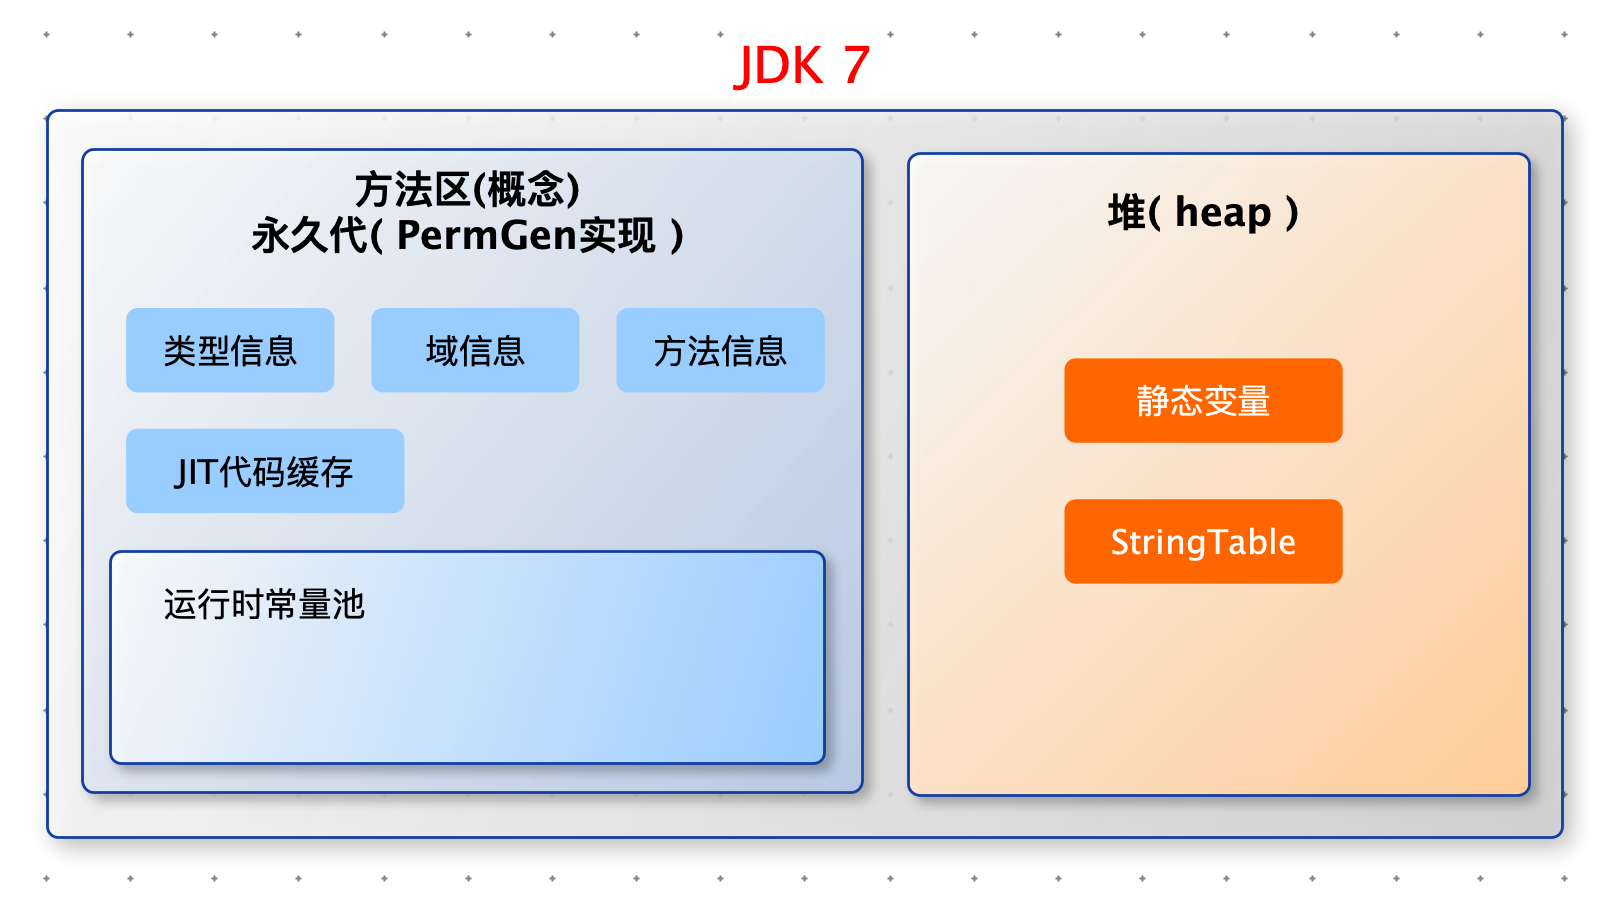 JDK 7
方法区(概念)
永久代( PermGen实现 )
类型信息
域信息
方法信息
JIT代码缓存
运行时常量池
堆( heap )
静态变量
StringTable